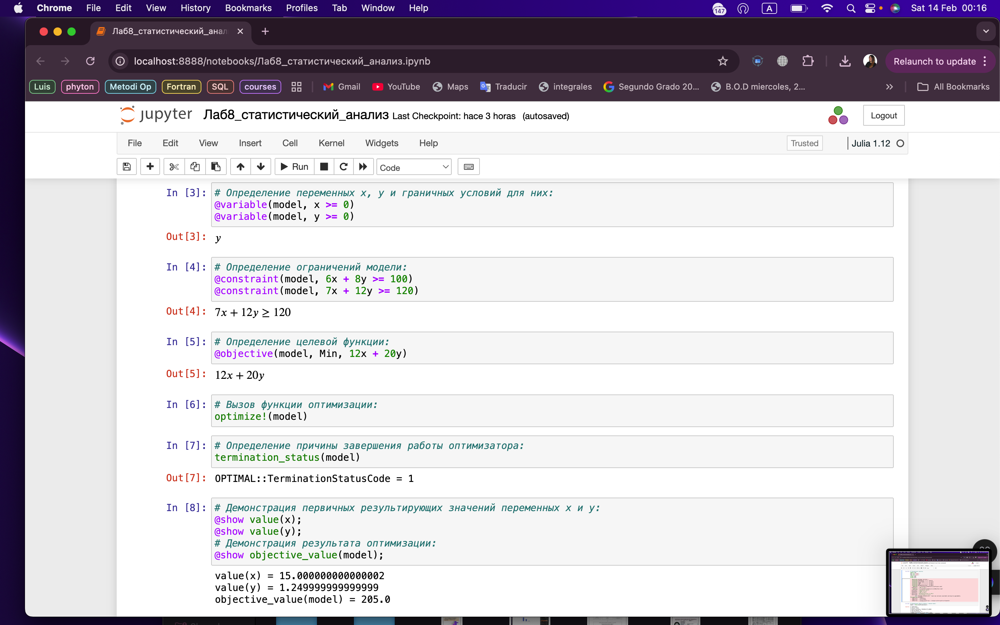 Chrome File Edit View History Bookmarks Profiles Tab Window Help 147 A Sat 14 Feb 00:16
Лаб8_статистический_анал
localhost:8888/notebooks/Лаб8_статистический_анализ.ipynb Relaunch to update
Luis phyton Metodi Op Fortran SQL courses Gmail YouTube Maps Traducir integrales Segundo Grado 20... B.O.D miercoles, 2... All Bookmarks
jupyter Лаб8_статистический_анализ Last Checkpoint: hace 3 horas (autosaved) Logout
File Edit View Insert Cell Kernel Widgets Help Trusted Julia 1.12
Run Code
In [3]: # Определение переменных x, y и граничных условий для них:
@variable(model, x >= 0)
@variable(model, y >= 0)
Out[3]: y
In [4]: # Определение ограничений модели:
@constraint(model, 6x + 8y >= 100)
@constraint(model, 7x + 12y >= 120)
Out[4]: 7x + 12y ≥ 120
In [5]: # Определение целевой функции:
@objective(model, Min, 12x + 20y)
Out[5]: 12x + 20y
In [6]: # Вызов функции оптимизации:
optimize!(model)
In [7]: # Определение причины завершения работы оптимизатора:
termination_status(model)
Out[7]: OPTIMAL::TerminationStatusCode = 1
In [8]: # Демонстрация первичных результирующих значений переменных x и y:
@show value(x);
@show value(y);
# Демонстрация результата оптимизации:
@show objective_value(model);
value(x) = 15.000000000000002
value(y) = 1.249999999999999
objective_value(model) = 205.0